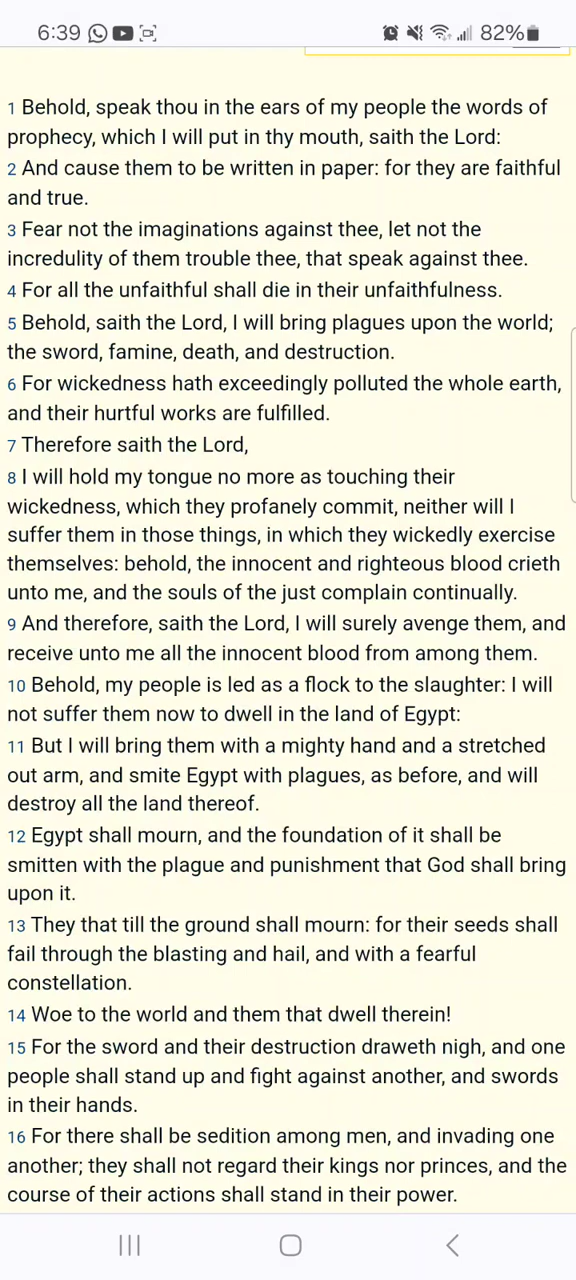 6:39 82%
1 Behold, speak thou in the ears of my people the words of
prophecy, which I will put in thy mouth, saith the Lord:
2 And cause them to be written in paper: for they are faithful
and true.
3 Fear not the imaginations against thee, let not the
incredulity of them trouble thee, that speak against thee.
4 For all the unfaithful shall die in their unfaithfulness.
5 Behold, saith the Lord, I will bring plagues upon the world;
the sword, famine, death, and destruction.
6 For wickedness hath exceedingly polluted the whole earth,
and their hurtful works are fulfilled.
7 Therefore saith the Lord,
8 I will hold my tongue no more as touching their
wickedness, which they profanely commit, neither will I
suffer them in those things, in which they wickedly exercise
themselves: behold, the innocent and righteous blood crieth
unto me, and the souls of the just complain continually.
9 And therefore, saith the Lord, I will surely avenge them, and
receive unto me all the innocent blood from among them.
10 Behold, my people is led as a flock to the slaughter: I will
not suffer them now to dwell in the land of Egypt:
11 But I will bring them with a mighty hand and a stretched
out arm, and smite Egypt with plagues, as before, and will
destroy all the land thereof.
12 Egypt shall mourn, and the foundation of it shall be
smitten with the plague and punishment that God shall bring
upon it.
13 They that till the ground shall mourn: for their seeds shall
fail through the blasting and hail, and with a fearful
constellation.
14 Woe to the world and them that dwell therein!
15 For the sword and their destruction draweth nigh, and one
people shall stand up and fight against another, and swords
in their hands.
16 For there shall be sedition among men, and invading one
another; they shall not regard their kings nor princes, and the
course of their actions shall stand in their power.